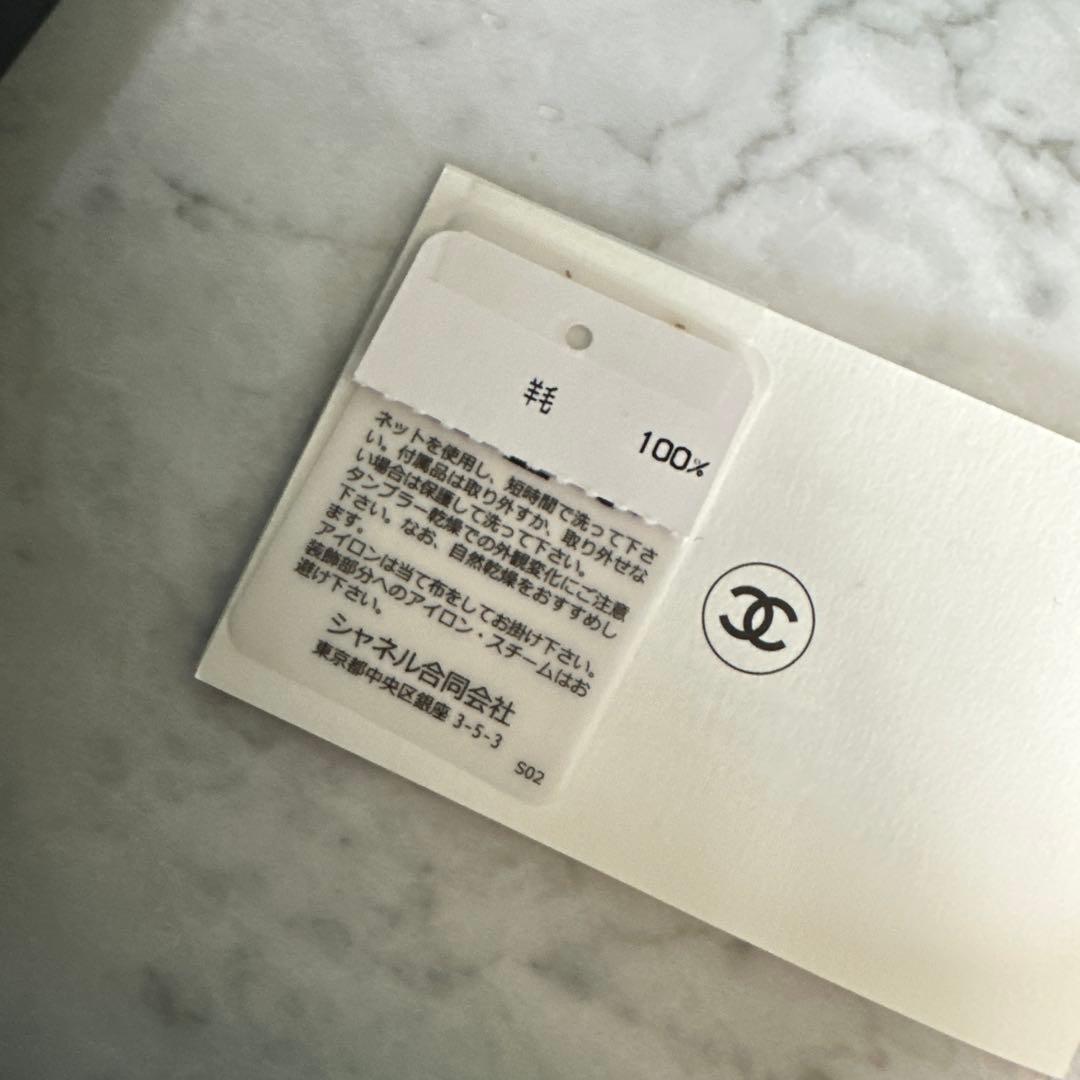 羊毛
100%
ネットを使用し、短時間で洗って下さ
い。付属品は取り外すか、取り外せな
い場合は保護して洗って下さい。
タンブラー乾燥での外観変化にご注意
下さい。なお、自然乾燥をおすすめし
ます。
アイロンは当て布をしてお掛け下さい。
装飾部分へのアイロン・スチームはお
避け下さい。
シャネル合同会社
東京都中央区銀座 3-5-3
S02